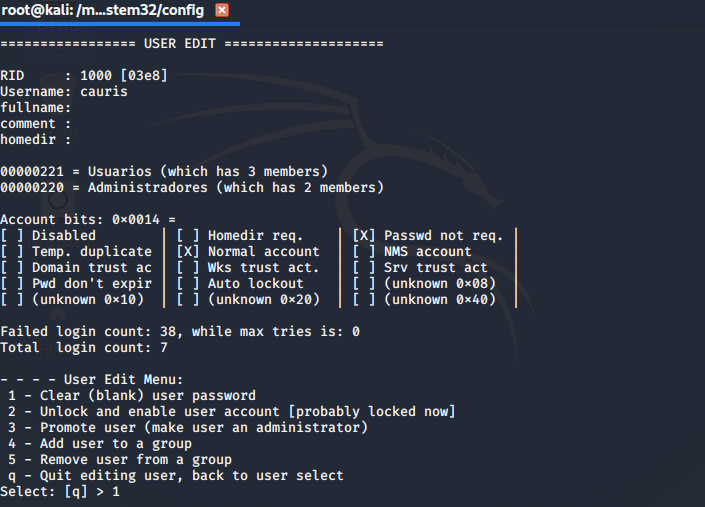 root@kali: /m...stem32/config
================= USER EDIT ====================
RID     : 1000 [03e8]
Username: cauris
fullname:
comment :
homedir :
00000221 = Usuarios (which has 3 members)
00000220 = Administradores (which has 2 members)
Account bits: 0×0014 =
[ ] Disabled        | [ ] Homedir req.    | [X] Passwd not req. |
[ ] Temp. duplicate | [X] Normal account  | [ ] NMS account     |
[ ] Domain trust ac | [ ] Wks trust act.  | [ ] Srv trust act   |
[ ] Pwd don't expir | [ ] Auto lockout    | [ ] (unknown 0×08)  |
[ ] (unknown 0×10)  | [ ] (unknown 0×20)  | [ ] (unknown 0×40)  |
Failed login count: 38, while max tries is: 0
Total  login count: 7
- - - - User Edit Menu:
 1 - Clear (blank) user password
 2 - Unlock and enable user account [probably locked now]
 3 - Promote user (make user an administrator)
 4 - Add user to a group
 5 - Remove user from a group
 q - Quit editing user, back to user select
Select: [q] > 1